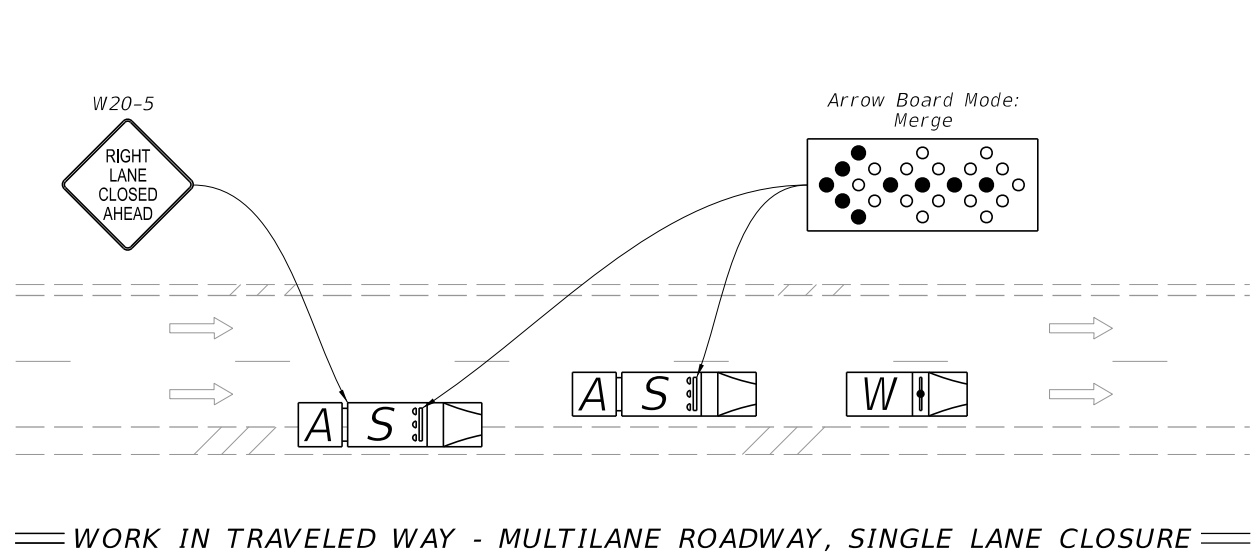 W20-5
RIGHT
LANE
CLOSED
AHEAD
Arrow Board Mode:
Merge
A S
A S
W
WORK IN TRAVELED WAY - MULTILANE ROADWAY, SINGLE LANE CLOSURE